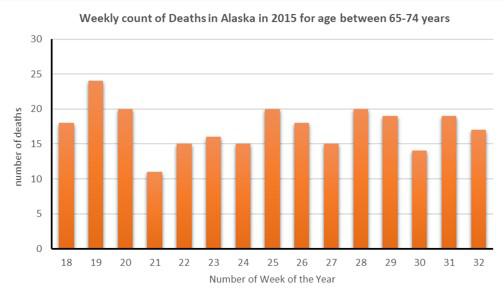 Weekly count of Deaths in Alaska in 2015 for age between 65-74 years
30
25
20
15
10
5
0
number of deaths
18 19 20 21 22 23 24 25 26 27 28 29 30 31 32
Number of Week of the Year